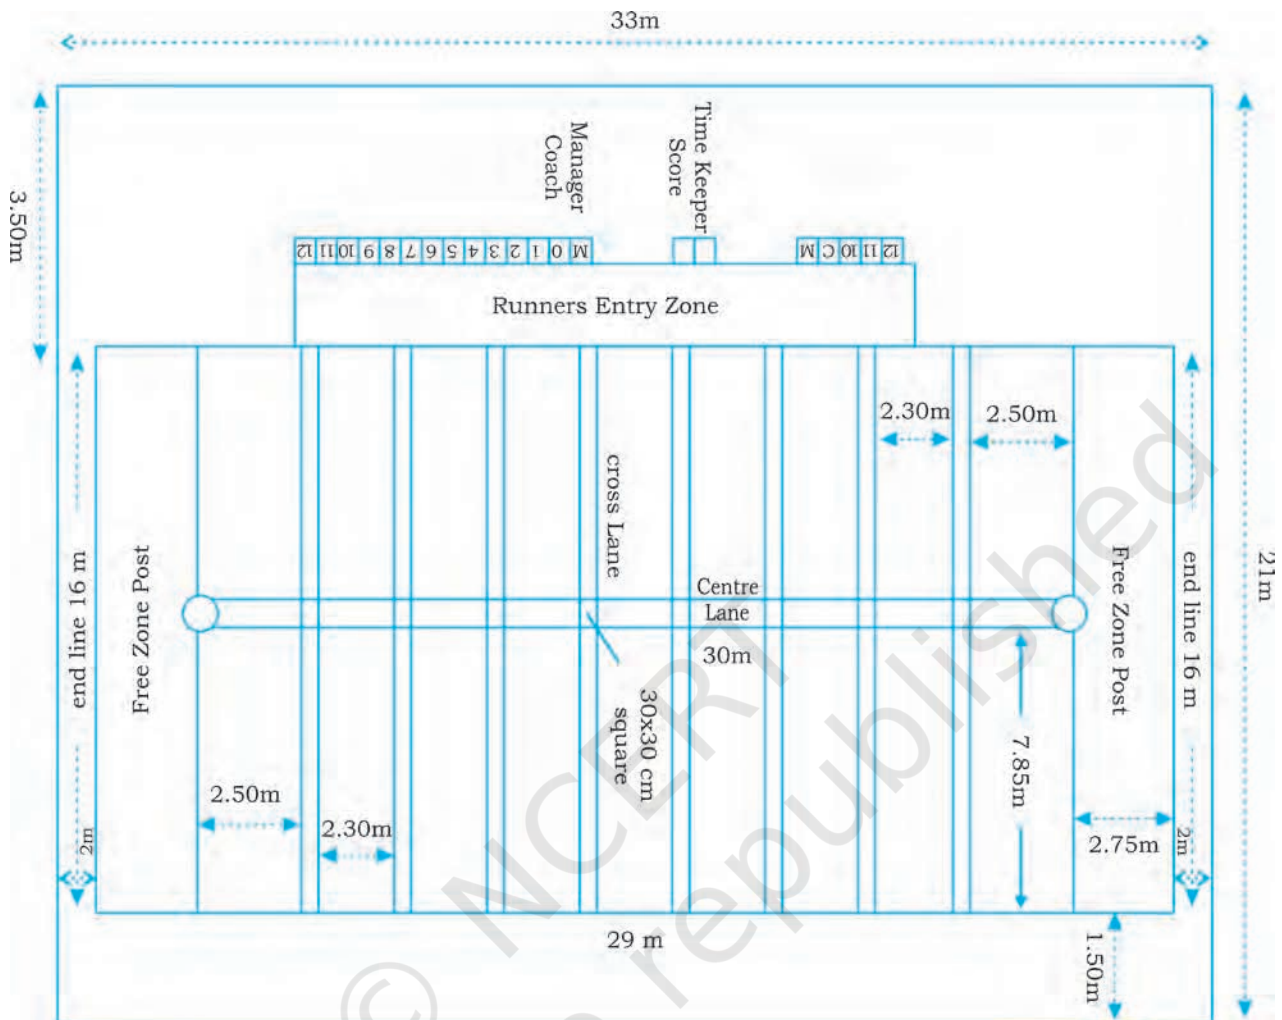 33m
3.50m
Manager
Coach
Time Keeper
Score
12 11 10 9 8 7 6 5 4 3 2 1 0 M
M C 10 11 12
Runners Entry Zone
2.30m
2.50m
cross Lane
end line 16 m
Free Zone Post
Centre
Lane
30m
Free Zone Post
end line 16 m
21m
30x30 cm
square
7.85m
2.50m
2.30m
2m
2.75m
2m
29 m
1.50m
© NCERT
republished